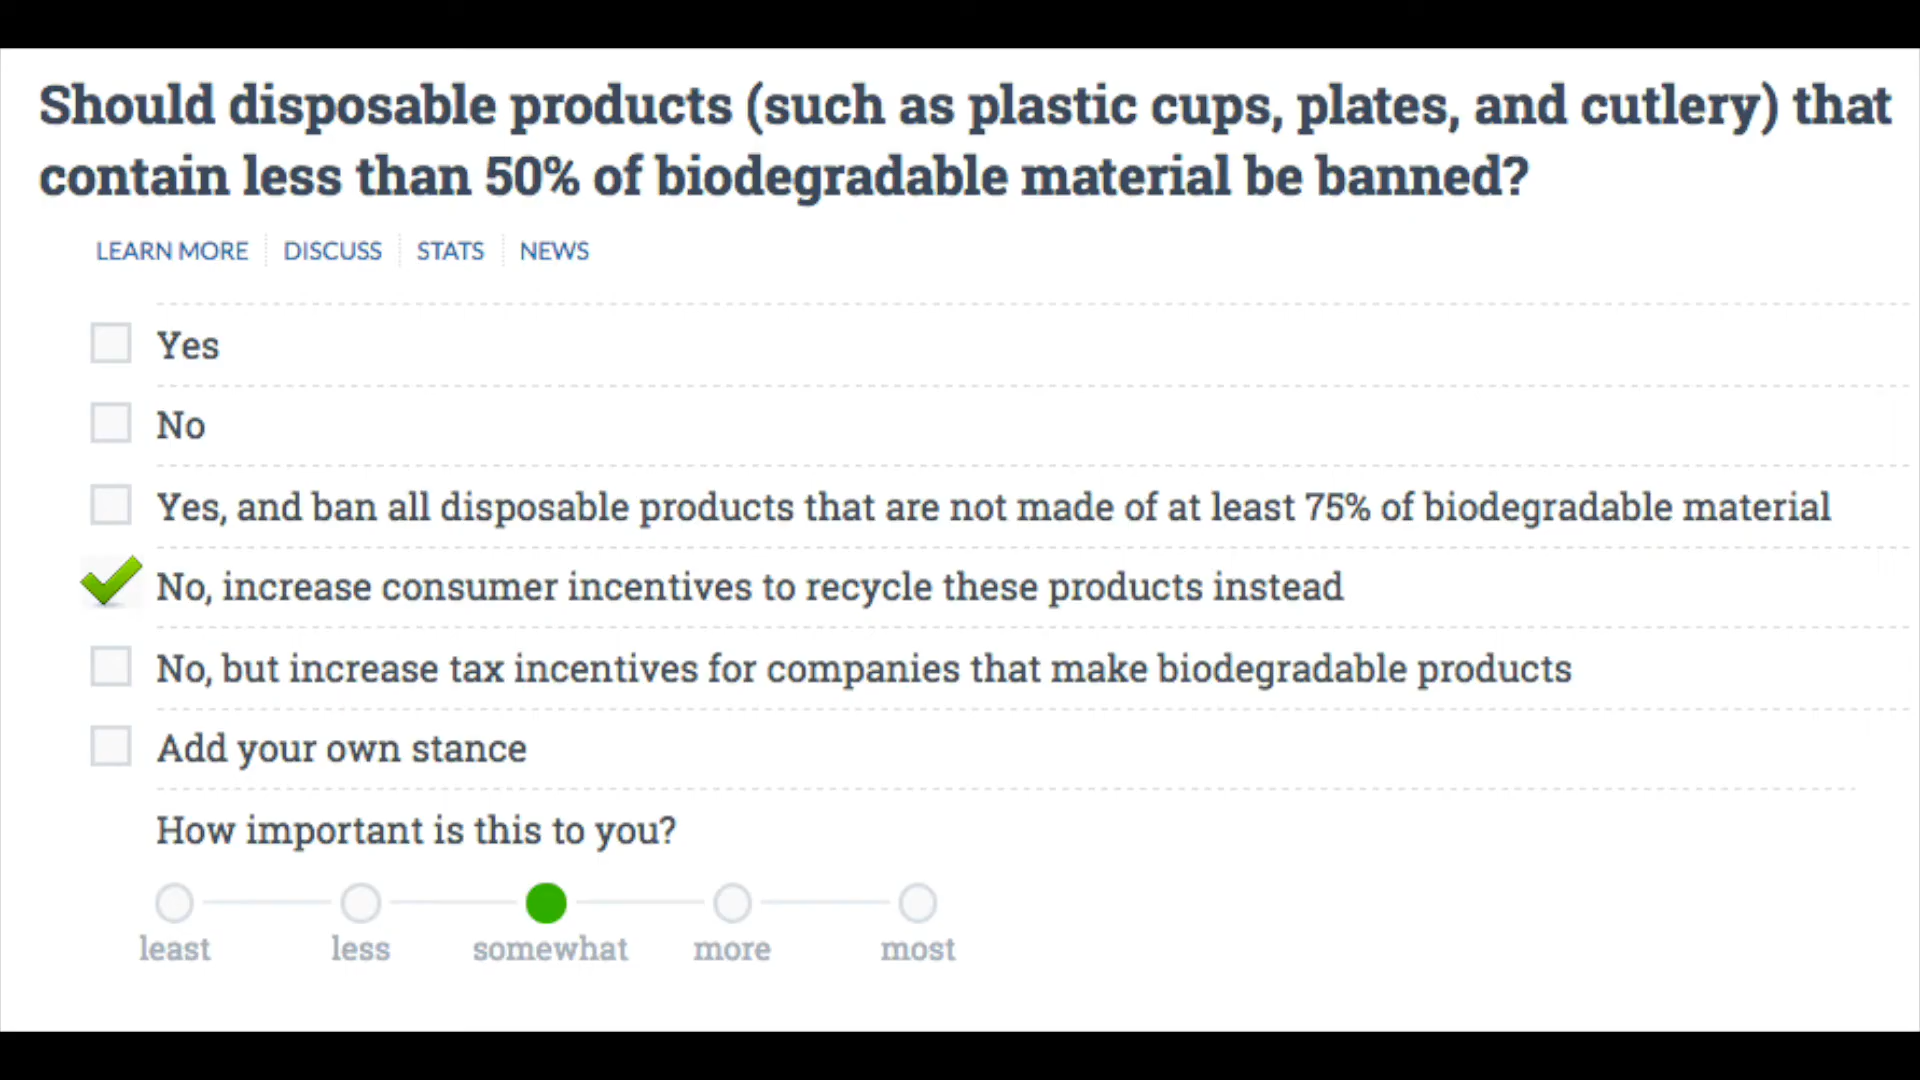 Should disposable products (such as plastic cups, plates, and cutlery) that
contain less than 50% of biodegradable material be banned?
LEARN MORE DISCUSS STATS NEWS
Yes
No
Yes, and ban all disposable products that are not made of at least 75% of biodegradable material
No, increase consumer incentives to recycle these products instead
No, but increase tax incentives for companies that make biodegradable products
Add your own stance
How important is this to you?
least less somewhat more most